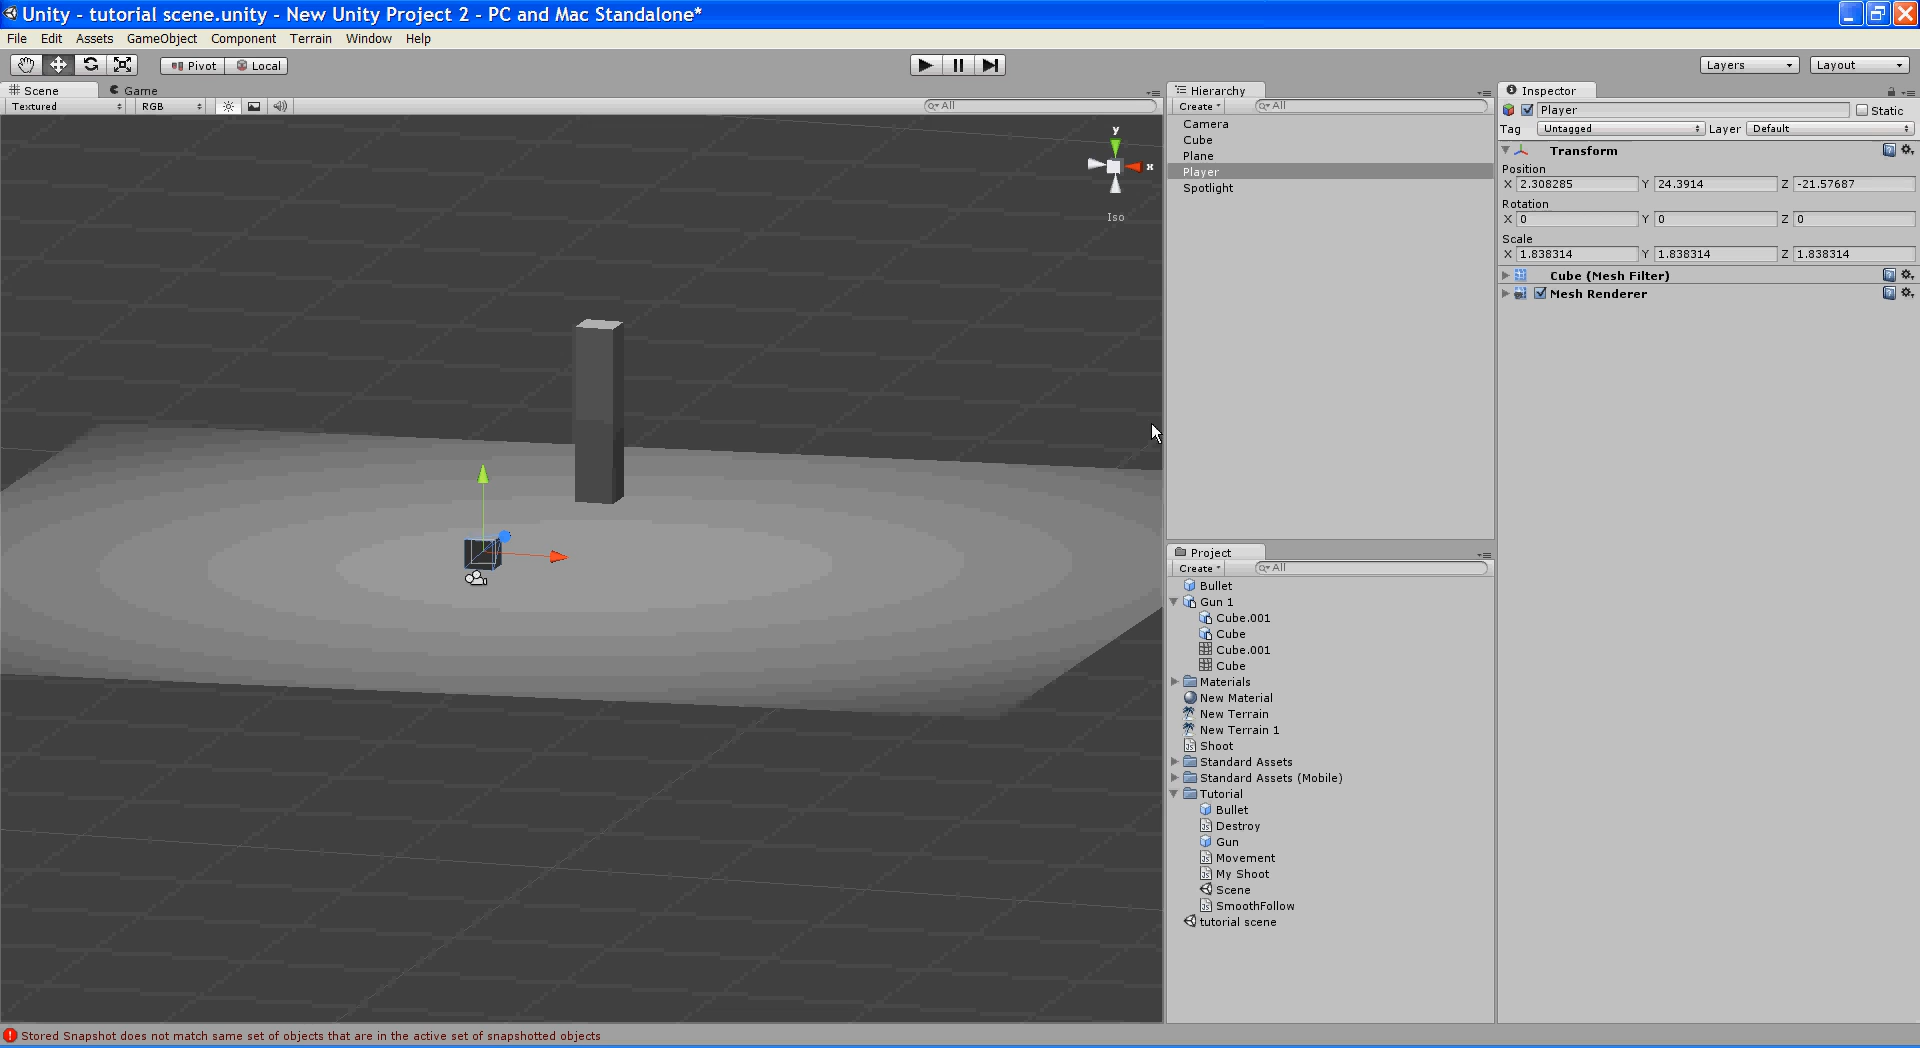 Unity - tutorial scene.unity - New Unity Project 2 - PC and Mac Standalone*
File Edit Assets GameObject Component Terrain Window Help
Pivot Local Layers Layout
Scene Game
Textured RGB All
y
x
Iso
Hierarchy
Create All
Camera
Cube
Plane
Player
Spotlight
Project
Create All
Bullet
Gun 1
Cube.001
Cube
Cube.001
Cube
Materials
New Material
New Terrain
New Terrain 1
Shoot
Standard Assets
Standard Assets (Mobile)
Tutorial
Bullet
Destroy
Gun
Movement
My Shoot
Scene
SmoothFollow
tutorial scene
Inspector
Player Static
Tag Untagged Layer Default
Transform
Position
X 2.308285 Y 24.3914 Z -21.57687
Rotation
X 0 Y 0 Z 0
Scale
X 1.838314 Y 1.838314 Z 1.838314
Cube (Mesh Filter)
Mesh Renderer
Stored Snapshot does not match same set of objects that are in the active set of snapshotted objects